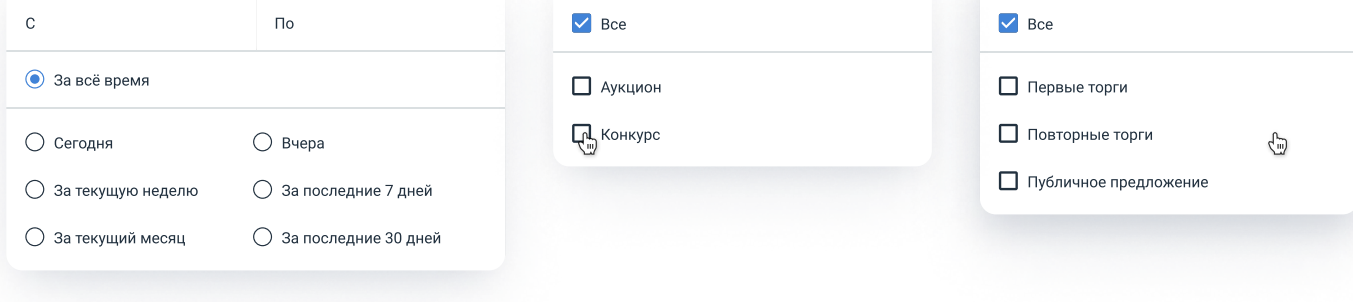 С По
За всё время
Сегодня Вчера
За текущую неделю За последние 7 дней
За текущий месяц За последние 30 дней
Все
Аукцион
Конкурс
Все
Первые торги
Повторные торги
Публичное предложение